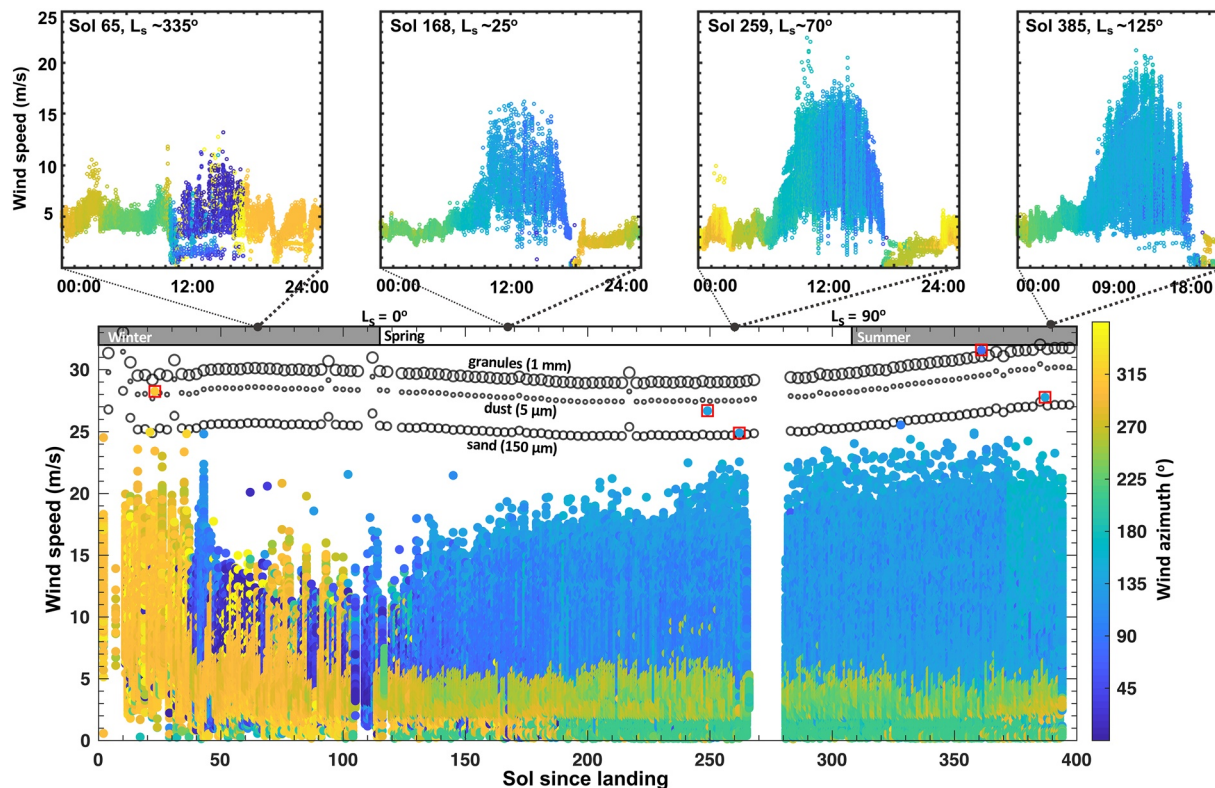 Sol 65, Ls ~335°
Sol 168, Ls ~25°
Sol 259, Ls ~70°
Sol 385, Ls ~125°
Wind speed (m/s)
25
20
15
10
5
00:00 12:00 24:00
00:00 12:00 24:00
00:00 12:00 24:00
00:00 09:00 18:00
Ls = 0°
Ls = 90°
Winter
Spring
Summer
granules (1 mm)
dust (5 µm)
sand (150 µm)
Wind speed (m/s)
30
25
20
15
10
5
0
0 50 100 150 200 250 300 350 400
Sol since landing
315
270
225
180
135
90
45
Wind azimuth (°)